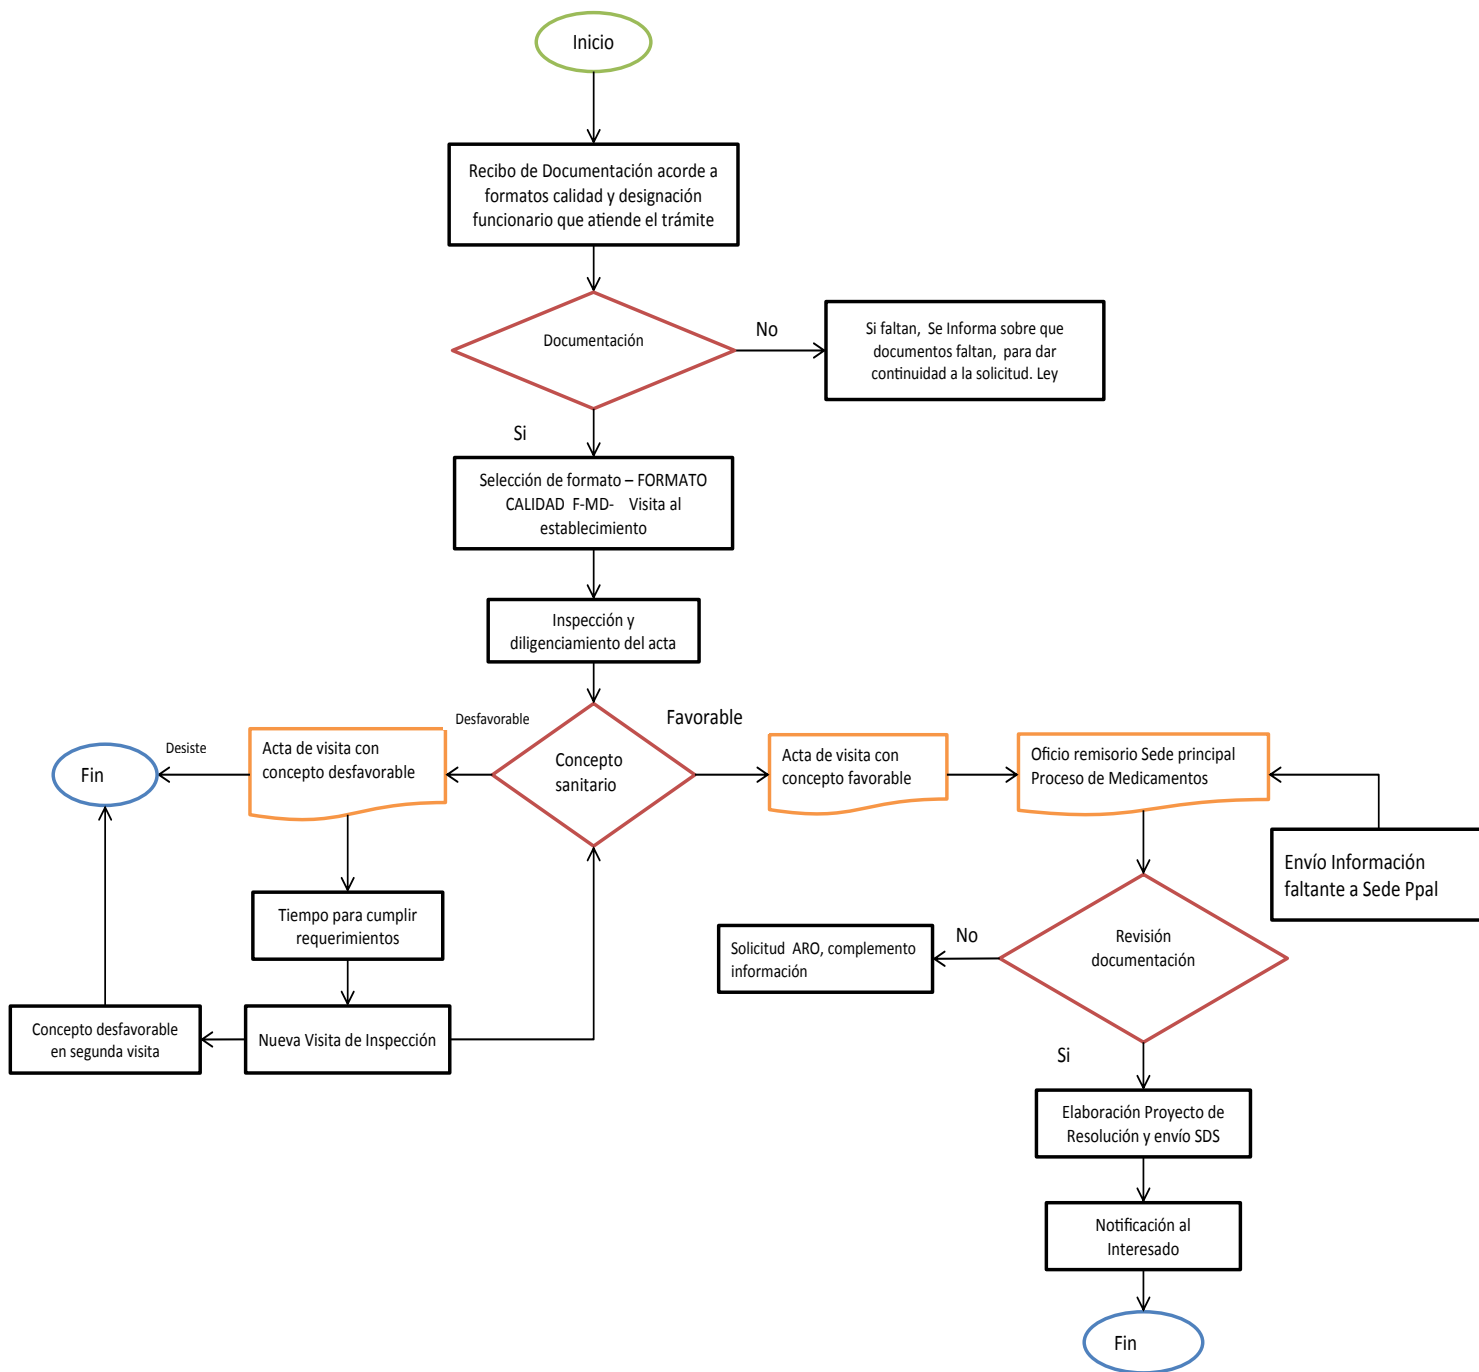 Inicio
Recibo de Documentación acorde a
formatos calidad y designación
funcionario que atiende el trámite
Documentación
No
Si faltan, Se Informa sobre que
documentos faltan, para dar
continuidad a la solicitud. Ley
Si
Selección de formato – FORMATO
CALIDAD F-MD- Visita al
establecimiento
Inspección y
diligenciamiento del acta
Desfavorable
Favorable
Concepto
sanitario
Desiste
Fin
Acta de visita con
concepto desfavorable
Acta de visita con
concepto favorable
Oficio remisorio Sede principal
Proceso de Medicamentos
Envío Información
faltante a Sede Ppal
Tiempo para cumplir
requerimientos
Revisión
documentación
No
Solicitud ARO, complemento
información
Concepto desfavorable
en segunda visita
Nueva Visita de Inspección
Si
Elaboración Proyecto de
Resolución y envío SDS
Notificación al
Interesado
Fin